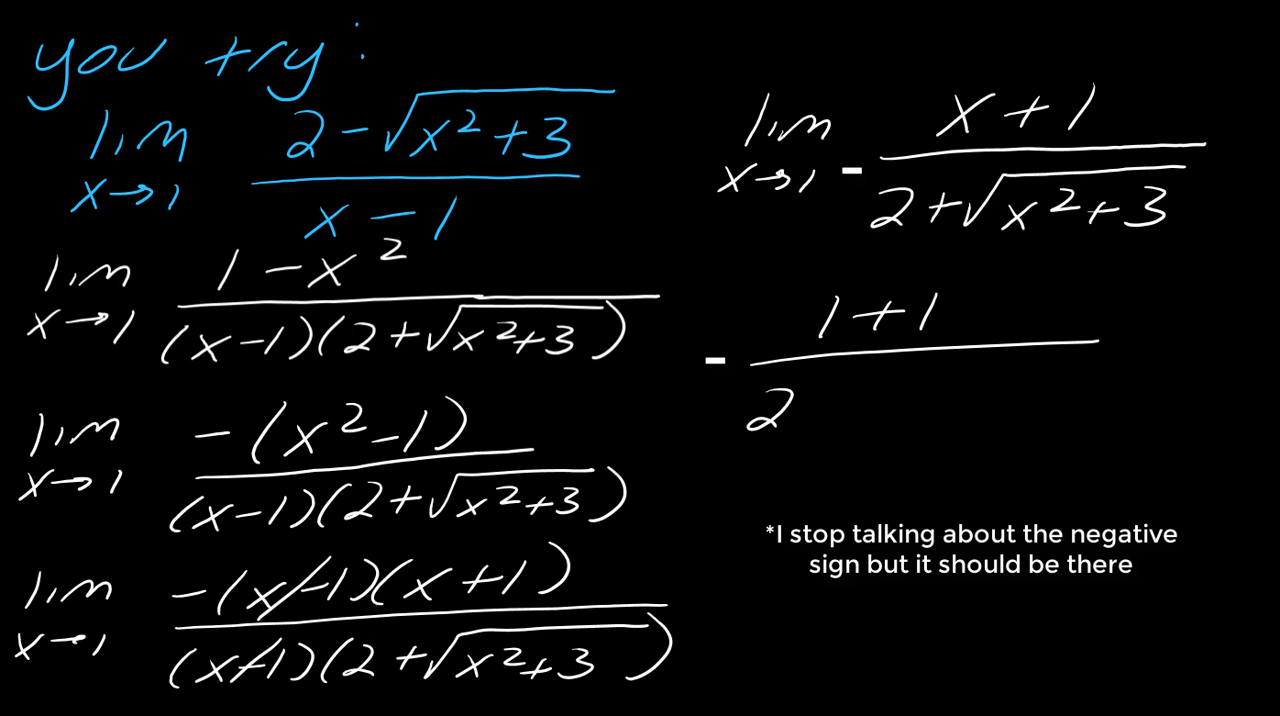 you try:
lim x→1 (2 - √(x² + 3)) / (x - 1)
lim x→1 (1 - x²) / ((x-1)(2+√(x²+3)))
lim x→1 (-(x²-1)) / ((x-1)(2+√(x²+3)))
lim x→1 (-(x-1)(x+1)) / ((x-1)(2+√(x²+3)))
lim x→1 - (x+1) / (2+√(x²+3))
- (1+1) / 2
*I stop talking about the negative
sign but it should be there